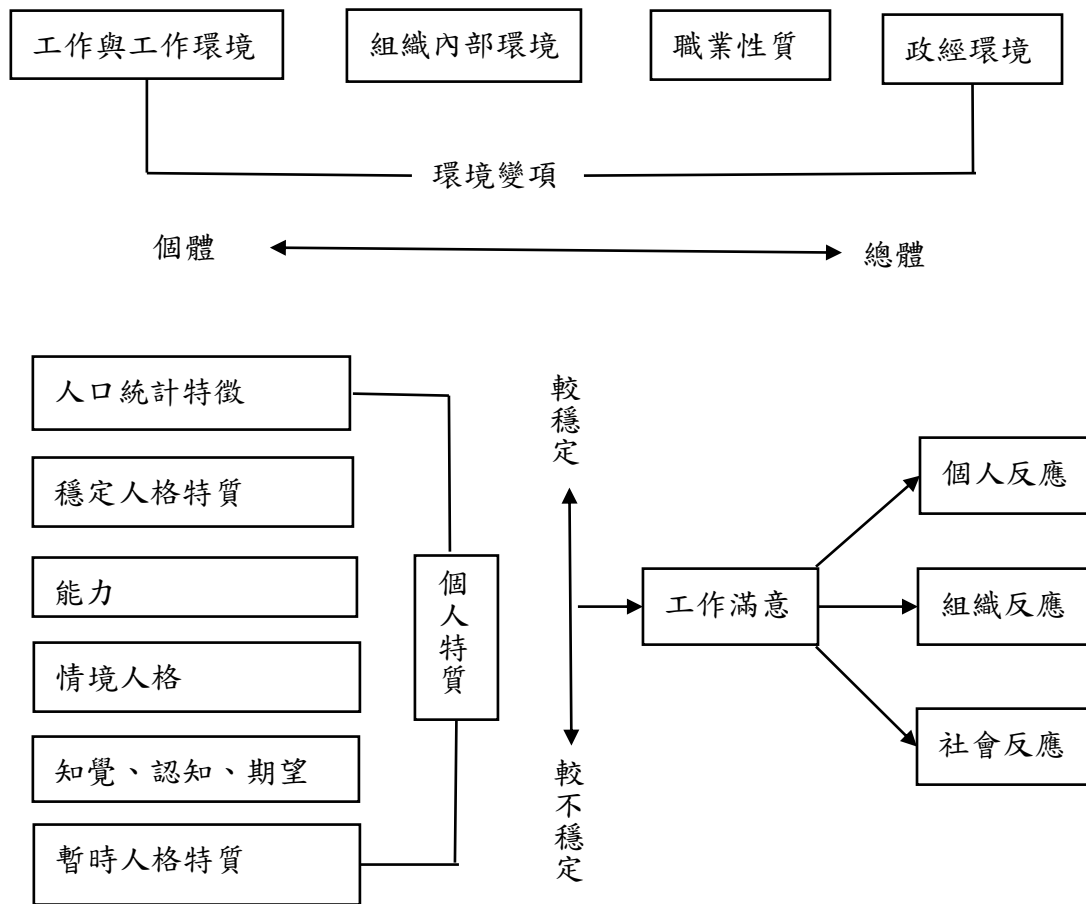 工作與工作環境
組織內部環境
職業性質
政經環境
環境變項
個體
總體
人口統計特徵
穩定人格特質
能力
情境人格
知覺、認知、期望
暫時人格特質
個人特質
較穩定
較不穩定
工作滿意
個人反應
組織反應
社會反應